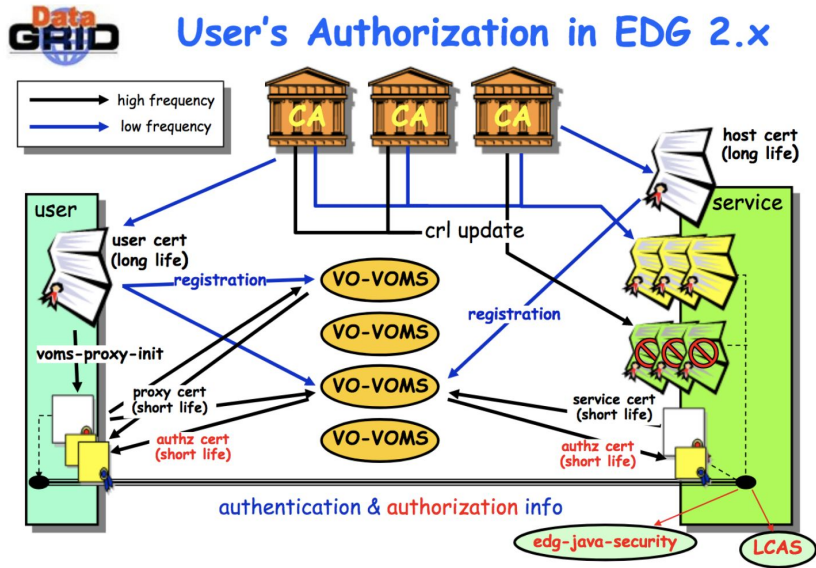 Data
GRID
User's Authorization in EDG 2.x
high frequency
low frequency
CA
CA
CA
host cert
(long life)
user
service
user cert
(long life)
crl update
registration
VO-VOMS
registration
VO-VOMS
voms-proxy-init
VO-VOMS
proxy cert
(short life)
service cert
(short life)
authz cert
(short life)
VO-VOMS
authz cert
(short life)
authentication & authorization info
edg-java-security
LCAS